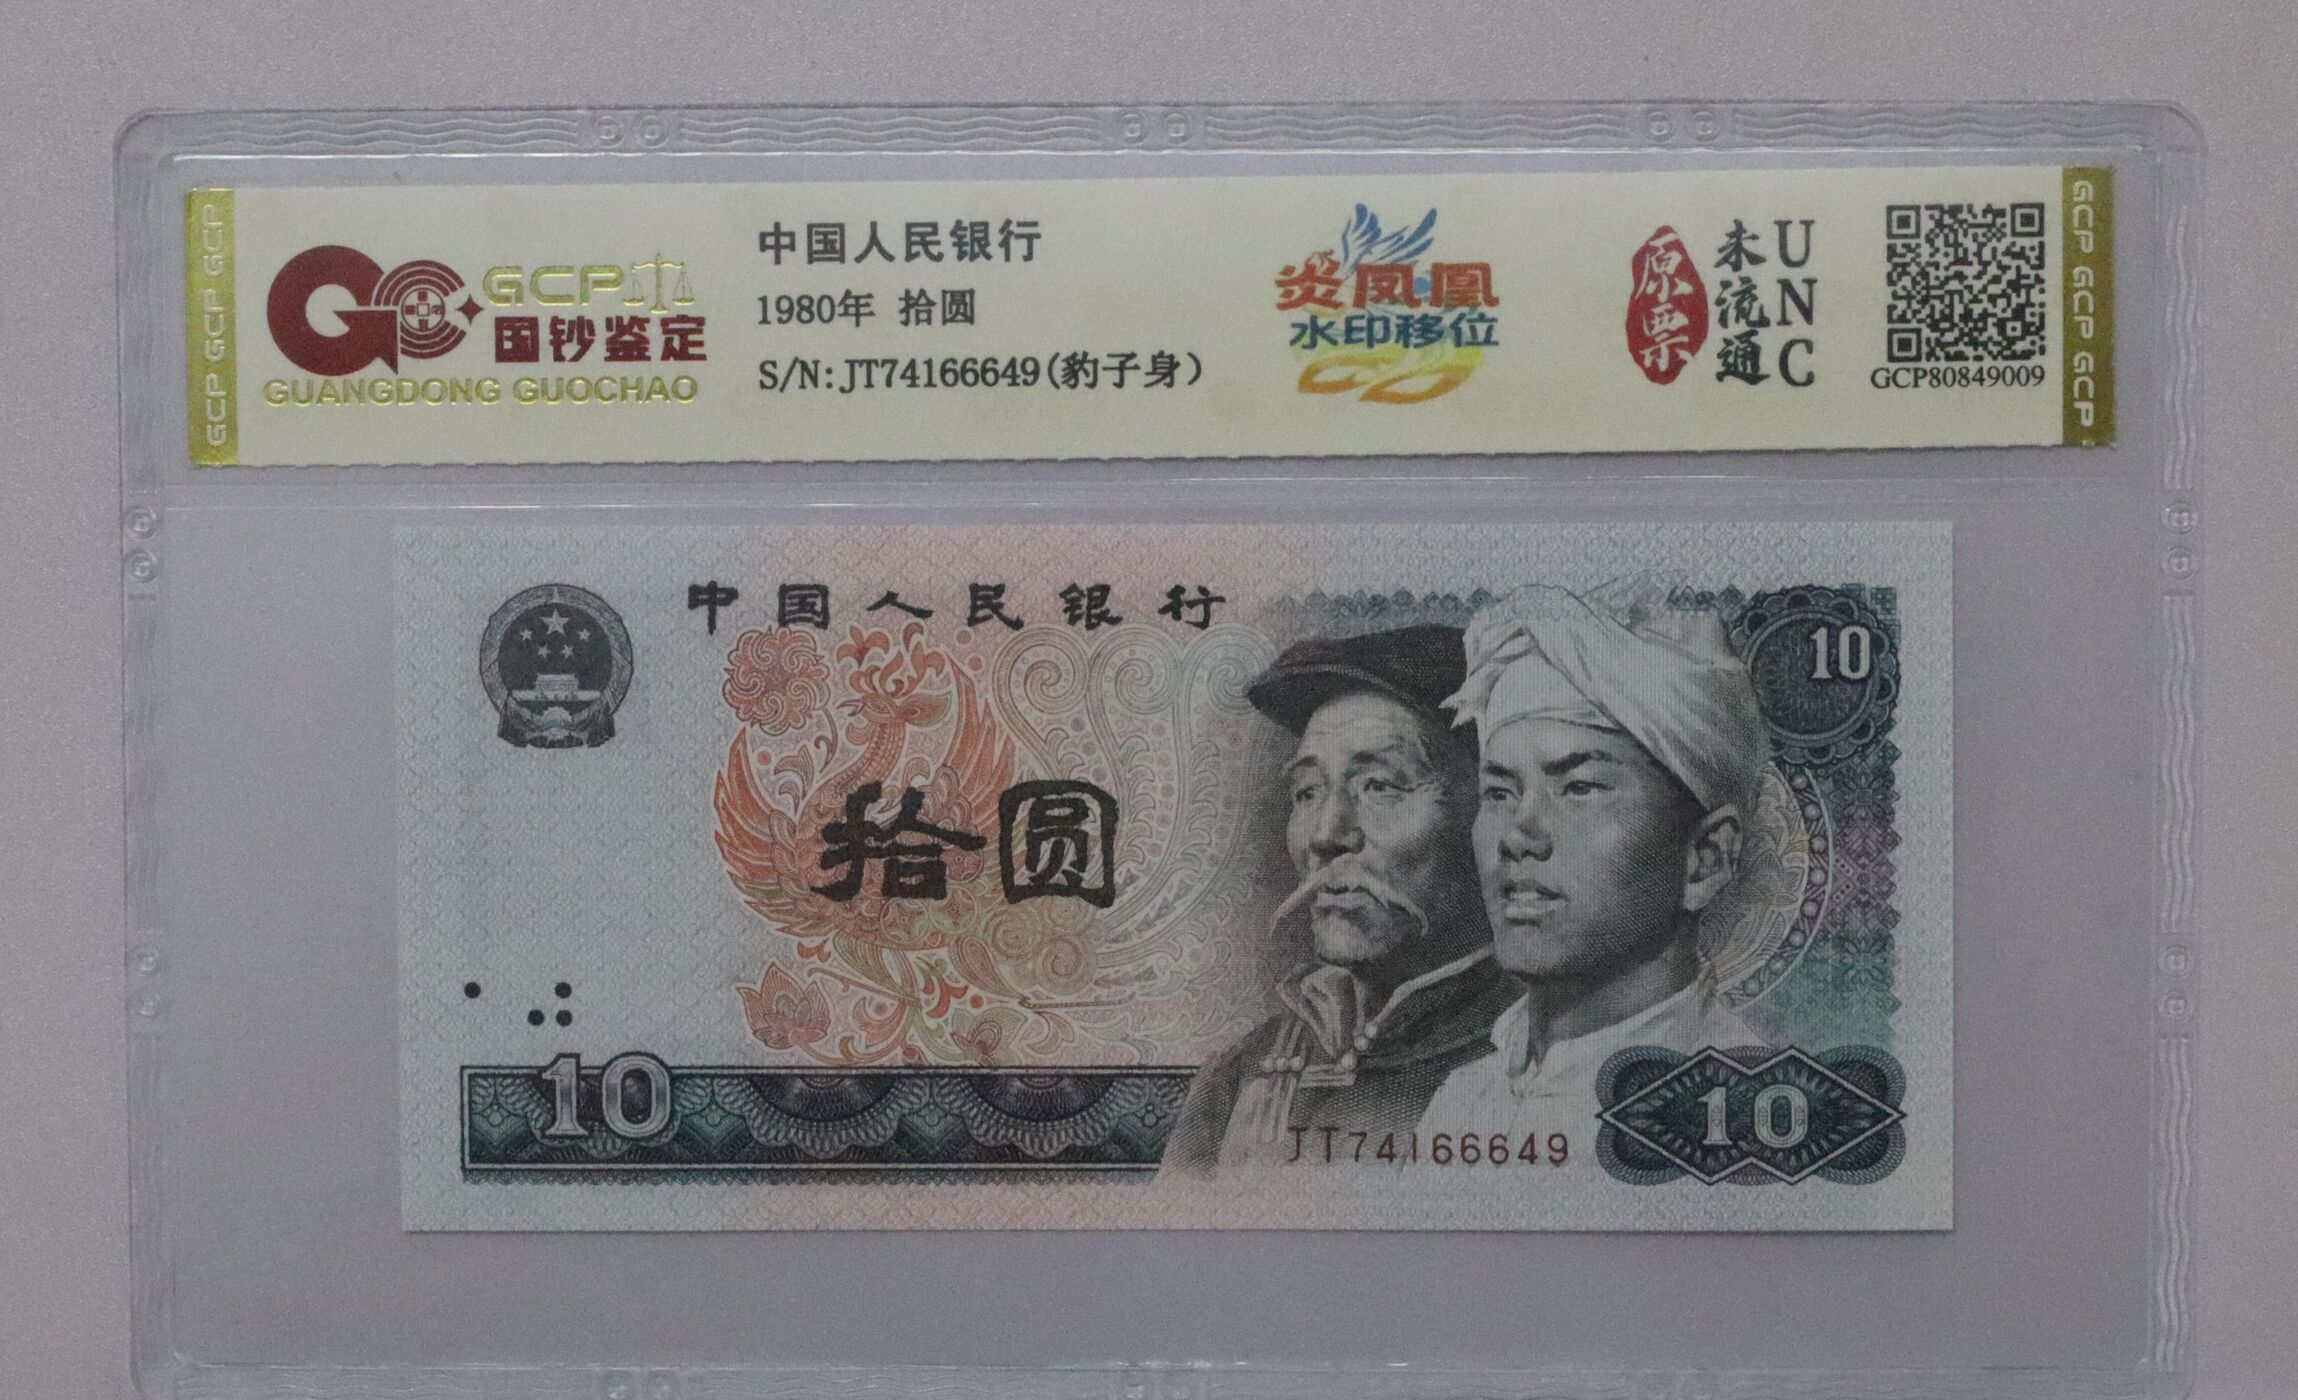 GCP
国钞鉴定
GUANGDONG GUOCHAO
中国人民银行
1980年 拾圆
S/N:JT74166649(豹子身)
炎凤凰
水印移位
原票
未流通
UNC
GCP80849009
GCP GCP GCP
GCP GCP GCP
中国人民银行
10
拾圆
10
JT74166649
10